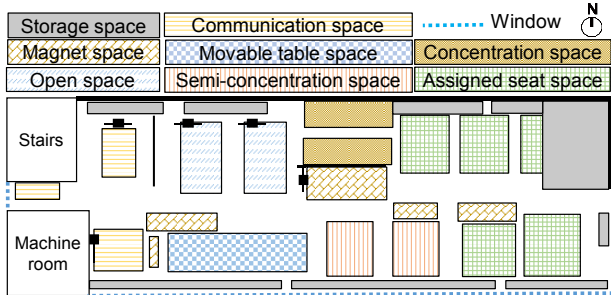 Storage space Communication space Window N
Magnet space Movable table space Concentration space
Open space Semi-concentration space Assigned seat space
Stairs
Machine
room